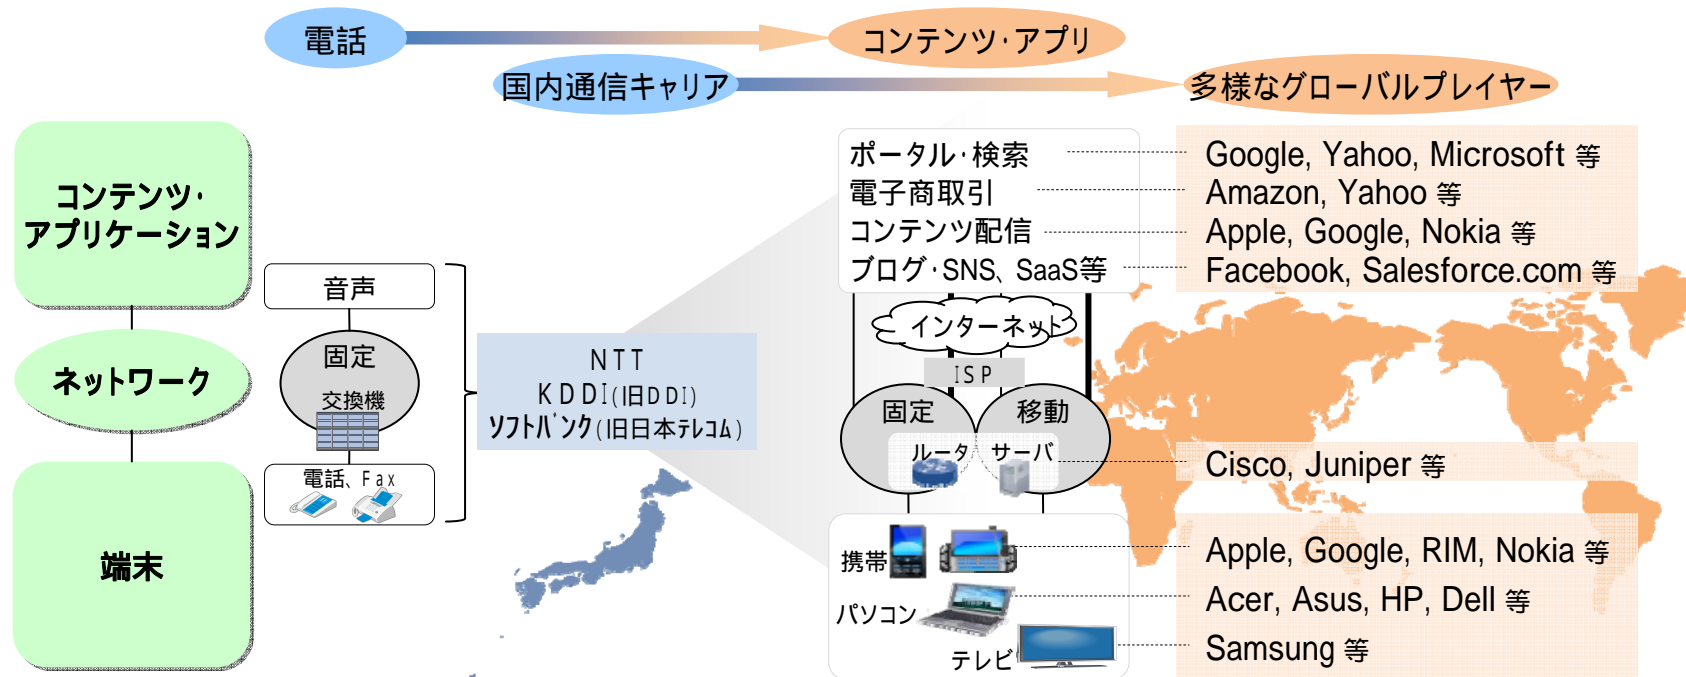 電話
コンテンツ・アプリ
国内通信キャリア
多様なグローバルプレイヤー
コンテンツ・
アプリケーション
ネットワーク
端末
音声
固定
交換機
電話、Fax
NTT
KDDI(旧DDI)
ソフトバンク(旧日本テレコム)
ポータル・検索
Google, Yahoo, Microsoft 等
電子商取引
Amazon, Yahoo 等
コンテンツ配信
Apple, Google, Nokia 等
ブログ・SNS、SaaS等
Facebook, Salesforce.com 等
インターネット
ISP
固定
移動
ルータ
サーバ
Cisco, Juniper 等
携帯
Apple, Google, RIM, Nokia 等
パソコン
Acer, Asus, HP, Dell 等
テレビ
Samsung 等